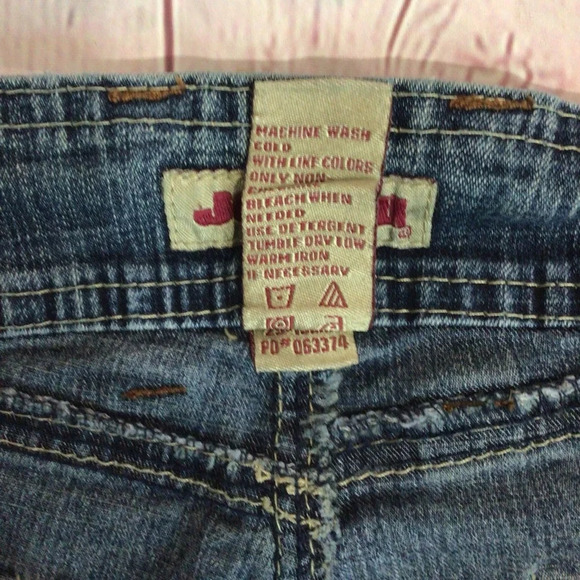 MACHINE WASH
COLD
WITH LIKE COLORS
ONLY NON-
BLEACH WHEN
NEEDED
USE DETERGENT
TUMBLE DRY LOW
WARM IRON
IF NECESSARY
PO# 063374